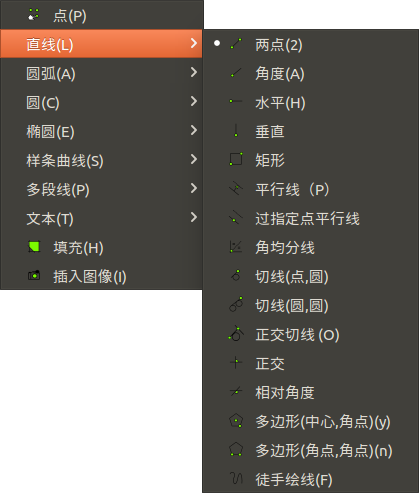 点(P)
直线(L)
圆弧(A)
圆(C)
椭圆(E)
样条曲线(S)
多段线(P)
文本(T)
填充(H)
插入图像(I)
两点(2)
角度(A)
水平(H)
垂直
矩形
平行线（P）
过指定点平行线
角均分线
切线(点,圆)
切线(圆,圆)
正交切线 (O)
正交
相对角度
多边形(中心,角点)(y)
多边形(角点,角点)(n)
徒手绘线(F)